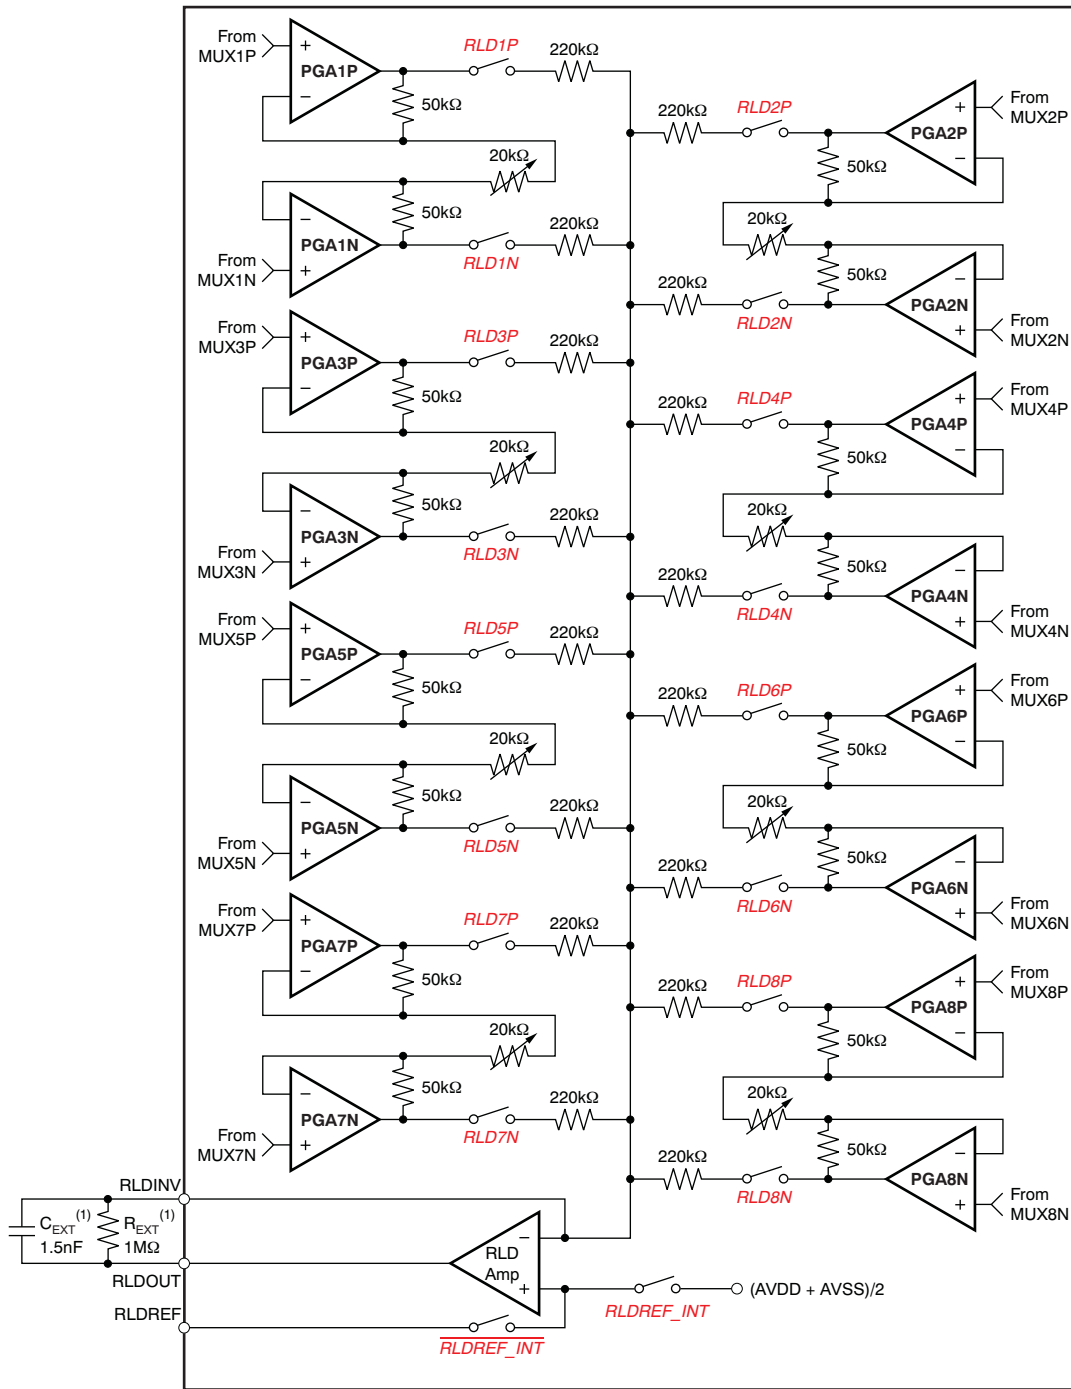 From
MUX1P
+
PGA1P
−
RLD1P
220kΩ
50kΩ
20kΩ
−
PGA1N
+
50kΩ
From
MUX1N
RLD1N
220kΩ
From
MUX3P
+
PGA3P
−
RLD3P
220kΩ
50kΩ
20kΩ
−
PGA3N
+
50kΩ
From
MUX3N
RLD3N
220kΩ
From
MUX5P
+
PGA5P
−
RLD5P
220kΩ
50kΩ
20kΩ
−
PGA5N
+
50kΩ
From
MUX5N
RLD5N
220kΩ
From
MUX7P
+
PGA7P
−
RLD7P
220kΩ
50kΩ
20kΩ
−
PGA7N
+
50kΩ
From
MUX7N
RLD7N
220kΩ
220kΩ
RLD2P
+
PGA2P
−
From
MUX2P
50kΩ
20kΩ
220kΩ
RLD2N
50kΩ
−
PGA2N
+
From
MUX2N
220kΩ
RLD4P
+
PGA4P
−
From
MUX4P
50kΩ
20kΩ
220kΩ
RLD4N
50kΩ
−
PGA4N
+
From
MUX4N
220kΩ
RLD6P
+
PGA6P
−
From
MUX6P
50kΩ
20kΩ
220kΩ
RLD6N
50kΩ
−
PGA6N
+
From
MUX6N
220kΩ
RLD8P
+
PGA8P
−
From
MUX8P
50kΩ
20kΩ
220kΩ
RLD8N
50kΩ
−
PGA8N
+
From
MUX8N
RLDINV
CEXT(1)
1.5nF
REXT(1)
1MΩ
RLDOUT
RLDREF
−
RLD
Amp
+
RLDREF_INT
(AVDD + AVSS)/2
RLDREF_INT